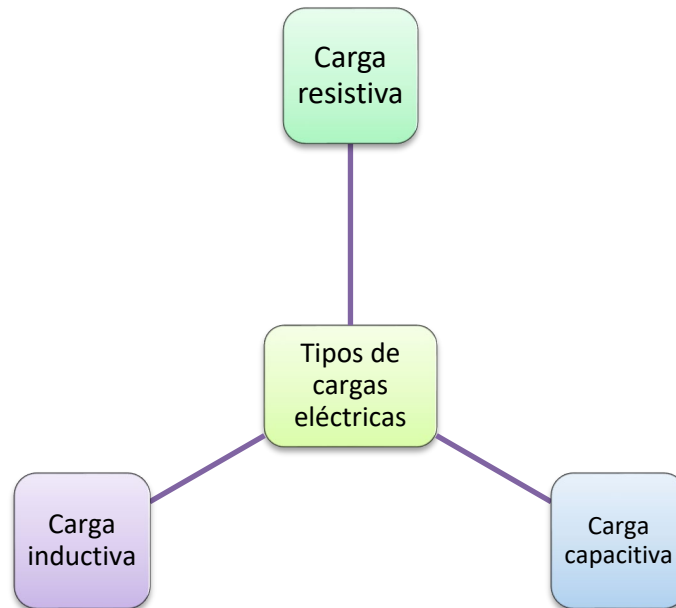 Carga
resistiva
Tipos de
cargas
eléctricas
Carga
inductiva
Carga
capacitiva